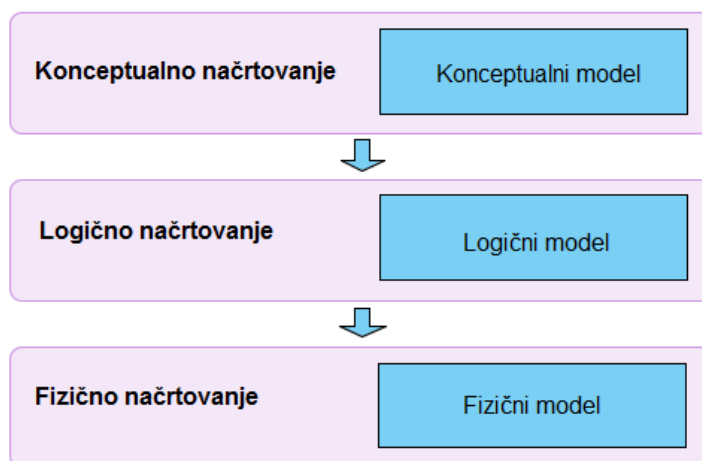 Konceptualno načrtovanje
Konceptualni model
Logično načrtovanje
Logični model
Fizično načrtovanje
Fizični model